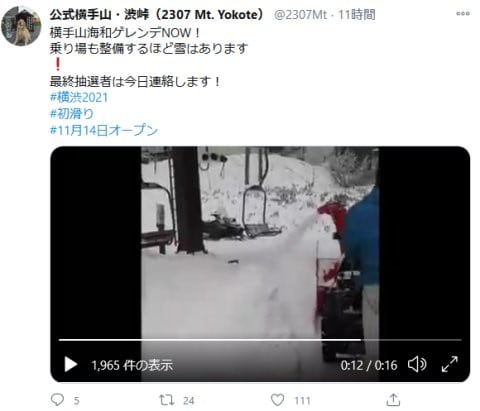 公式横手山・渋峠（2307 Mt. Yokote） @2307Mt・11時間
横手山海和ゲレンデNOW！
乗り場も整備するほど雪はあります
❗
最終抽選者は今日連絡します！
#横渋2021
#初滑り
#11月14日オープン
1,965 件の表示
0:12 / 0:16
5
24
111